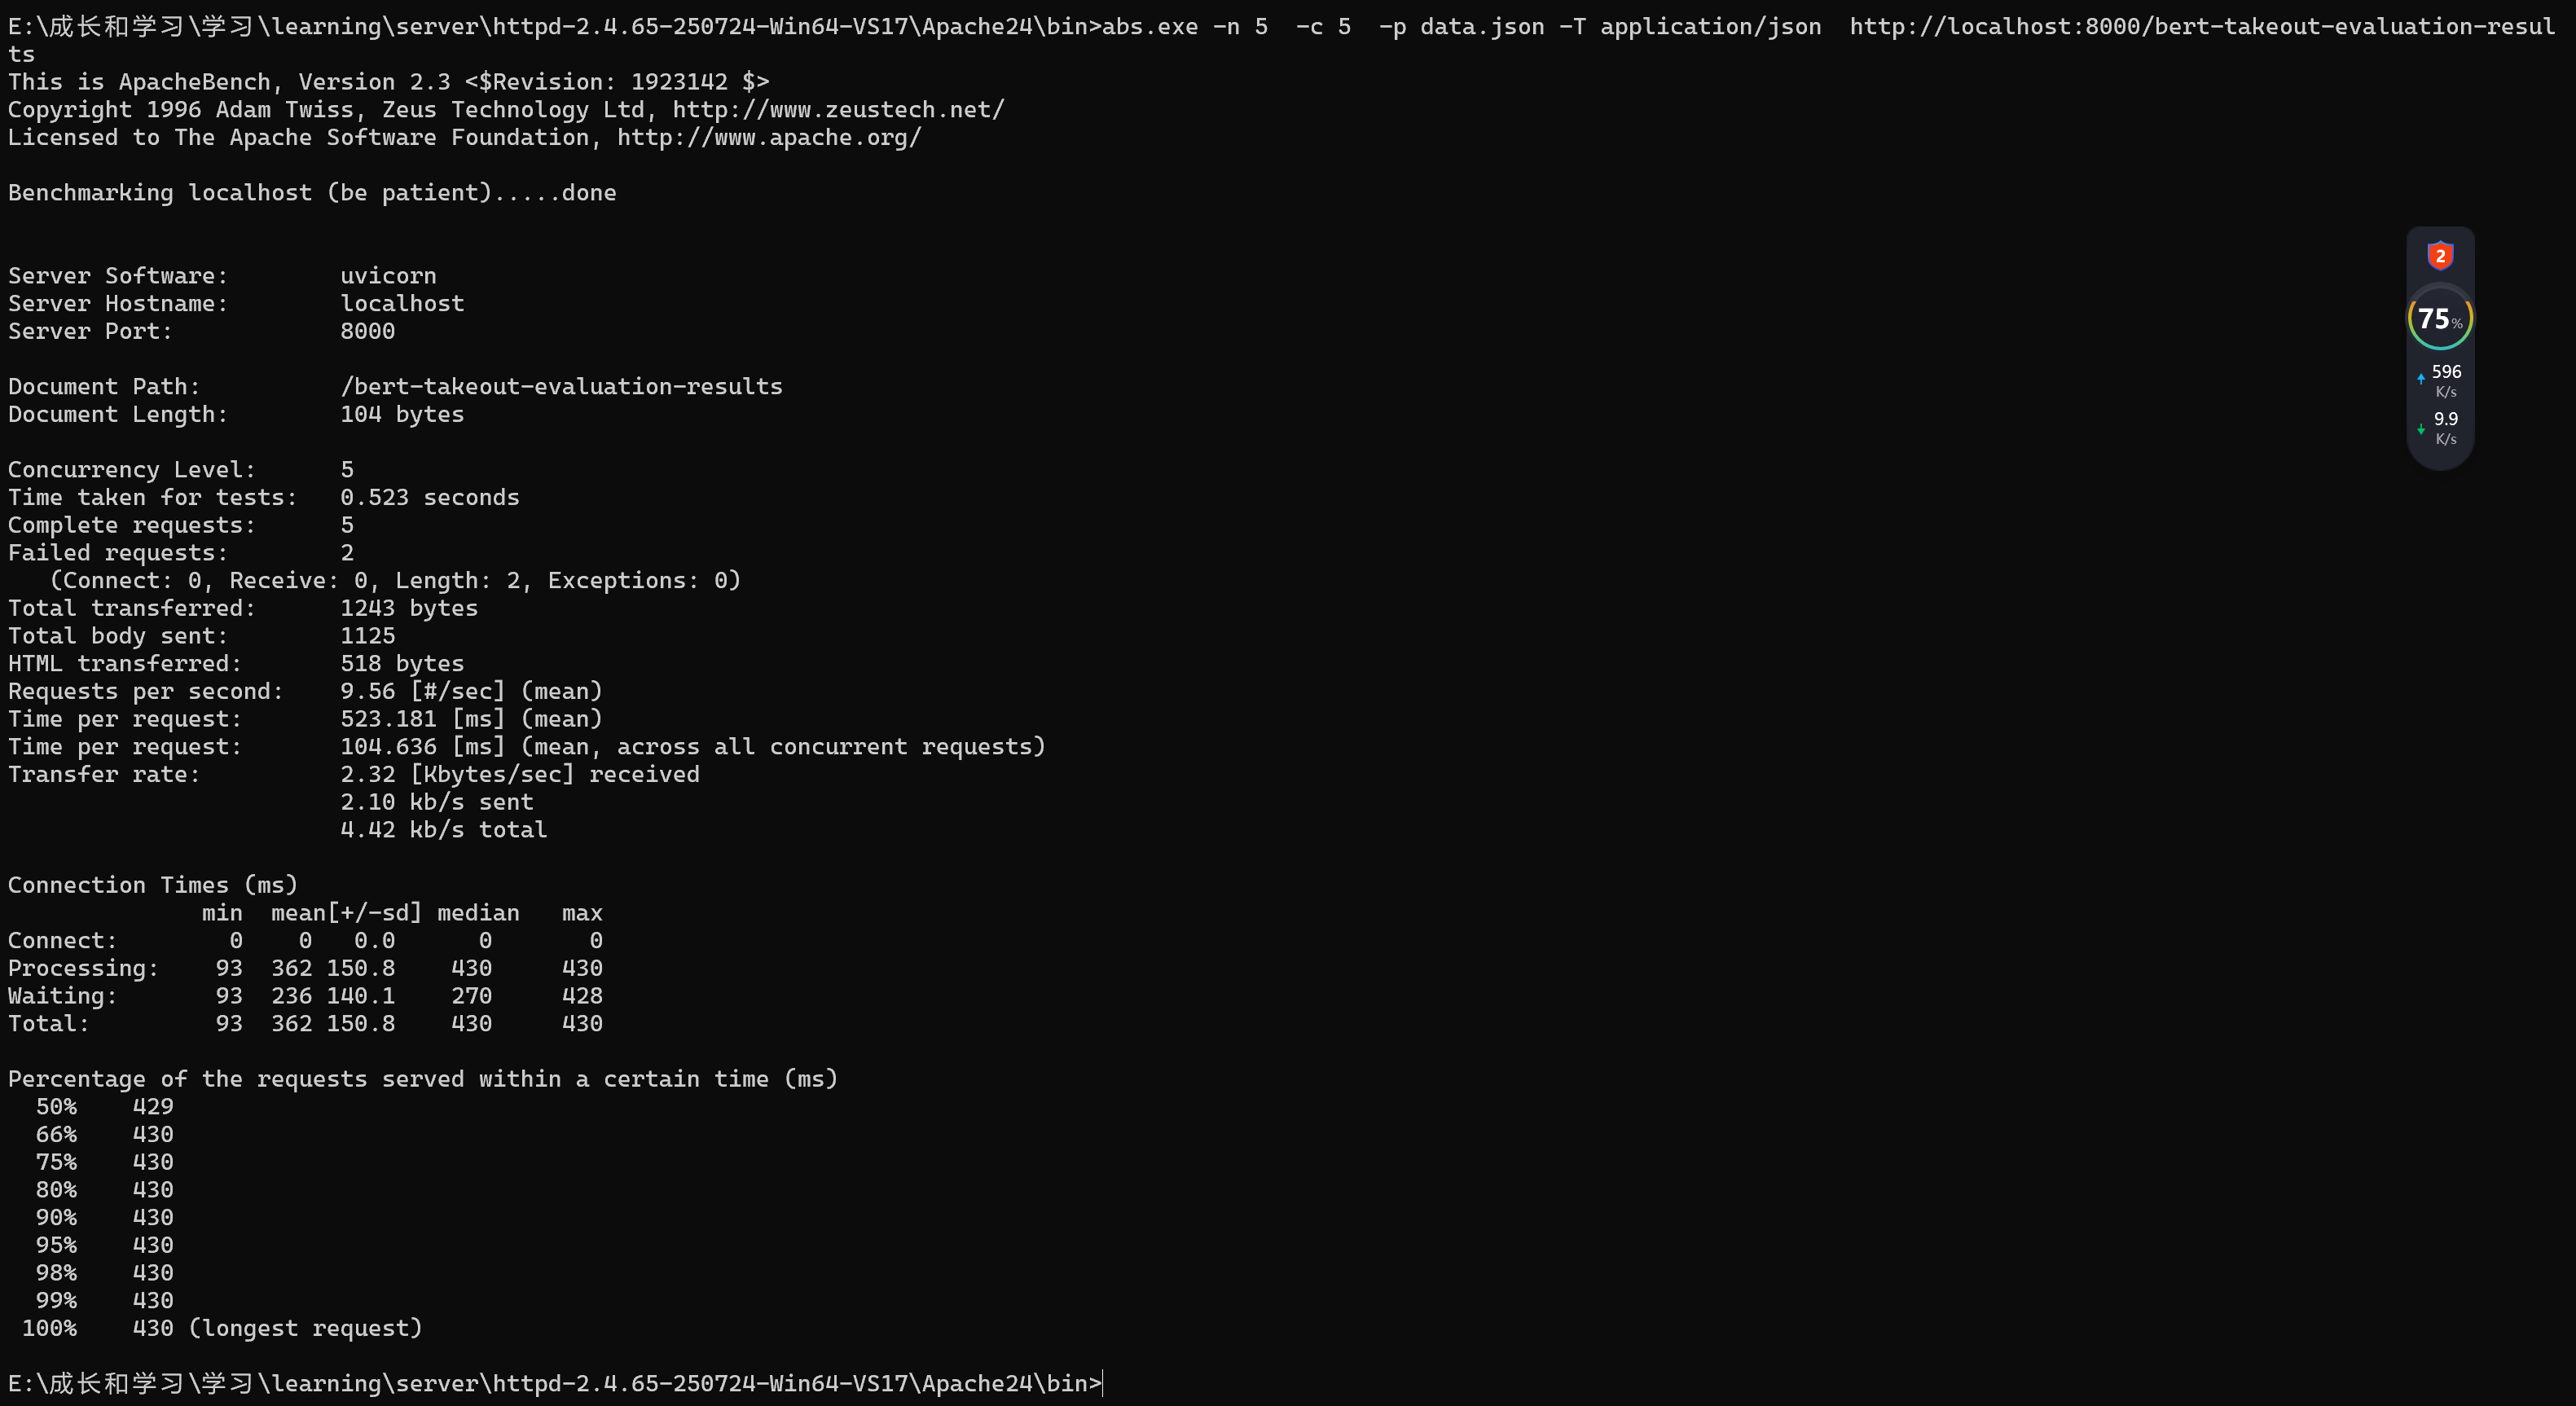 E:\成长和学习\学习\learning\server\httpd-2.4.65-250724-Win64-VS17\Apache24\bin>abs.exe -n 5  -c 5  -p data.json -T application/json  http://localhost:8000/bert-takeout-evaluation-resul
ts
This is ApacheBench, Version 2.3 <$Revision: 1923142 $>
Copyright 1996 Adam Twiss, Zeus Technology Ltd, http://www.zeustech.net/
Licensed to The Apache Software Foundation, http://www.apache.org/
Benchmarking localhost (be patient).....done
Server Software:        uvicorn
Server Hostname:        localhost
Server Port:            8000
Document Path:          /bert-takeout-evaluation-results
Document Length:        104 bytes
Concurrency Level:      5
Time taken for tests:   0.523 seconds
Complete requests:      5
Failed requests:        2
   (Connect: 0, Receive: 0, Length: 2, Exceptions: 0)
Total transferred:      1243 bytes
Total body sent:        1125
HTML transferred:       518 bytes
Requests per second:    9.56 [#/sec] (mean)
Time per request:       523.181 [ms] (mean)
Time per request:       104.636 [ms] (mean, across all concurrent requests)
Transfer rate:          2.32 [Kbytes/sec] received
                        2.10 kb/s sent
                        4.42 kb/s total
Connection Times (ms)
              min  mean[+/-sd] median   max
Connect:        0    0   0.0      0       0
Processing:    93  362 150.8    430     430
Waiting:       93  236 140.1    270     428
Total:         93  362 150.8    430     430
Percentage of the requests served within a certain time (ms)
  50%    429
  66%    430
  75%    430
  80%    430
  90%    430
  95%    430
  98%    430
  99%    430
 100%    430 (longest request)
E:\成长和学习\学习\learning\server\httpd-2.4.65-250724-Win64-VS17\Apache24\bin>
2
75%
596
K/s
9.9
K/s